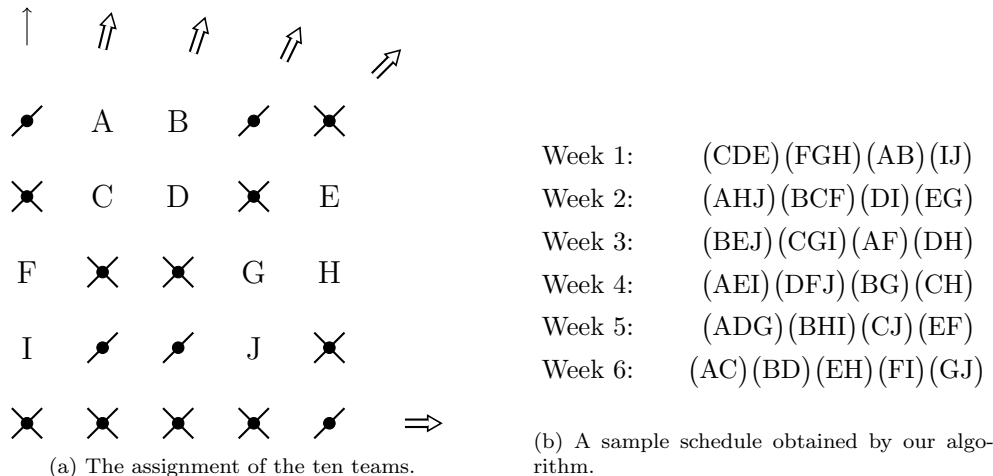 A B
C D E
F G H
I J
(a) The assignment of the ten teams.
Week 1: (CDE)(FGH)(AB)(IJ)
Week 2: (AHJ)(BCF)(DI)(EG)
Week 3: (BEJ)(CGI)(AF)(DH)
Week 4: (AEI)(DFJ)(BG)(CH)
Week 5: (ADG)(BHI)(CJ)(EF)
Week 6: (AC)(BD)(EH)(FI)(GJ)
(b) A sample schedule obtained by our algo-
rithm.